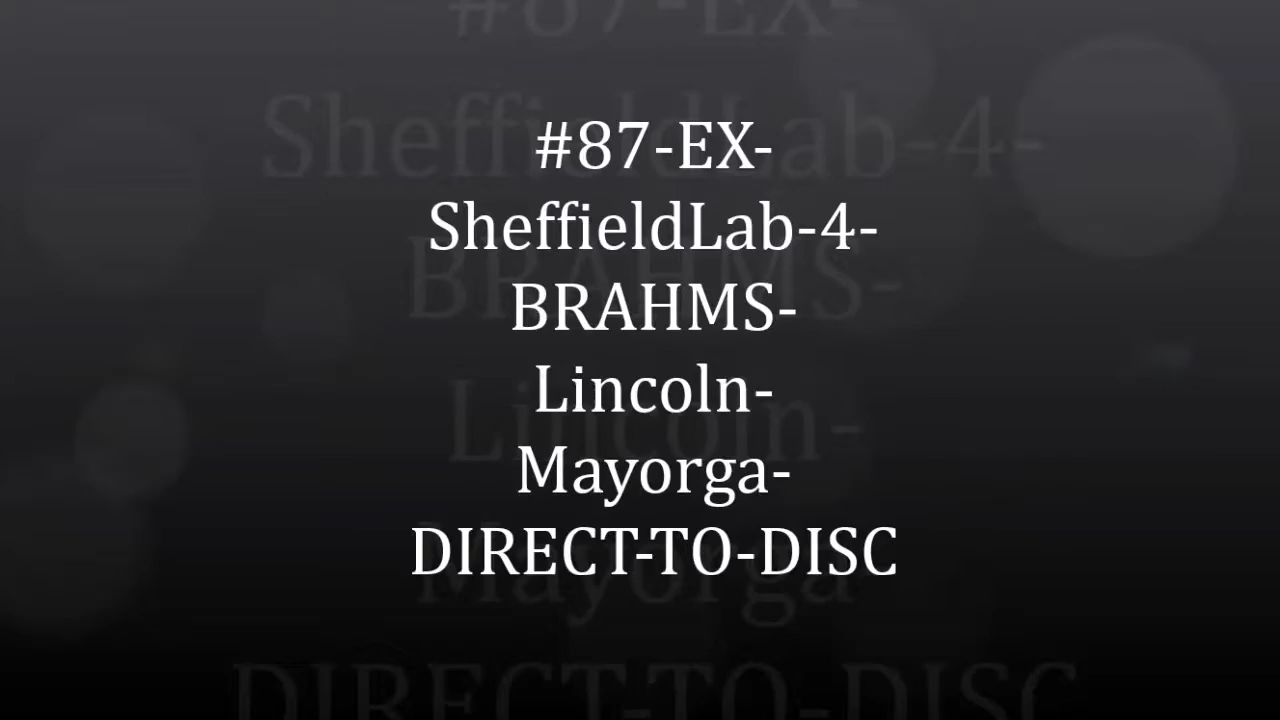 #87-EX-
SheffieldLab-4-
BRAHMS-
Lincoln-
Mayorga-
DIRECT-TO-DISC